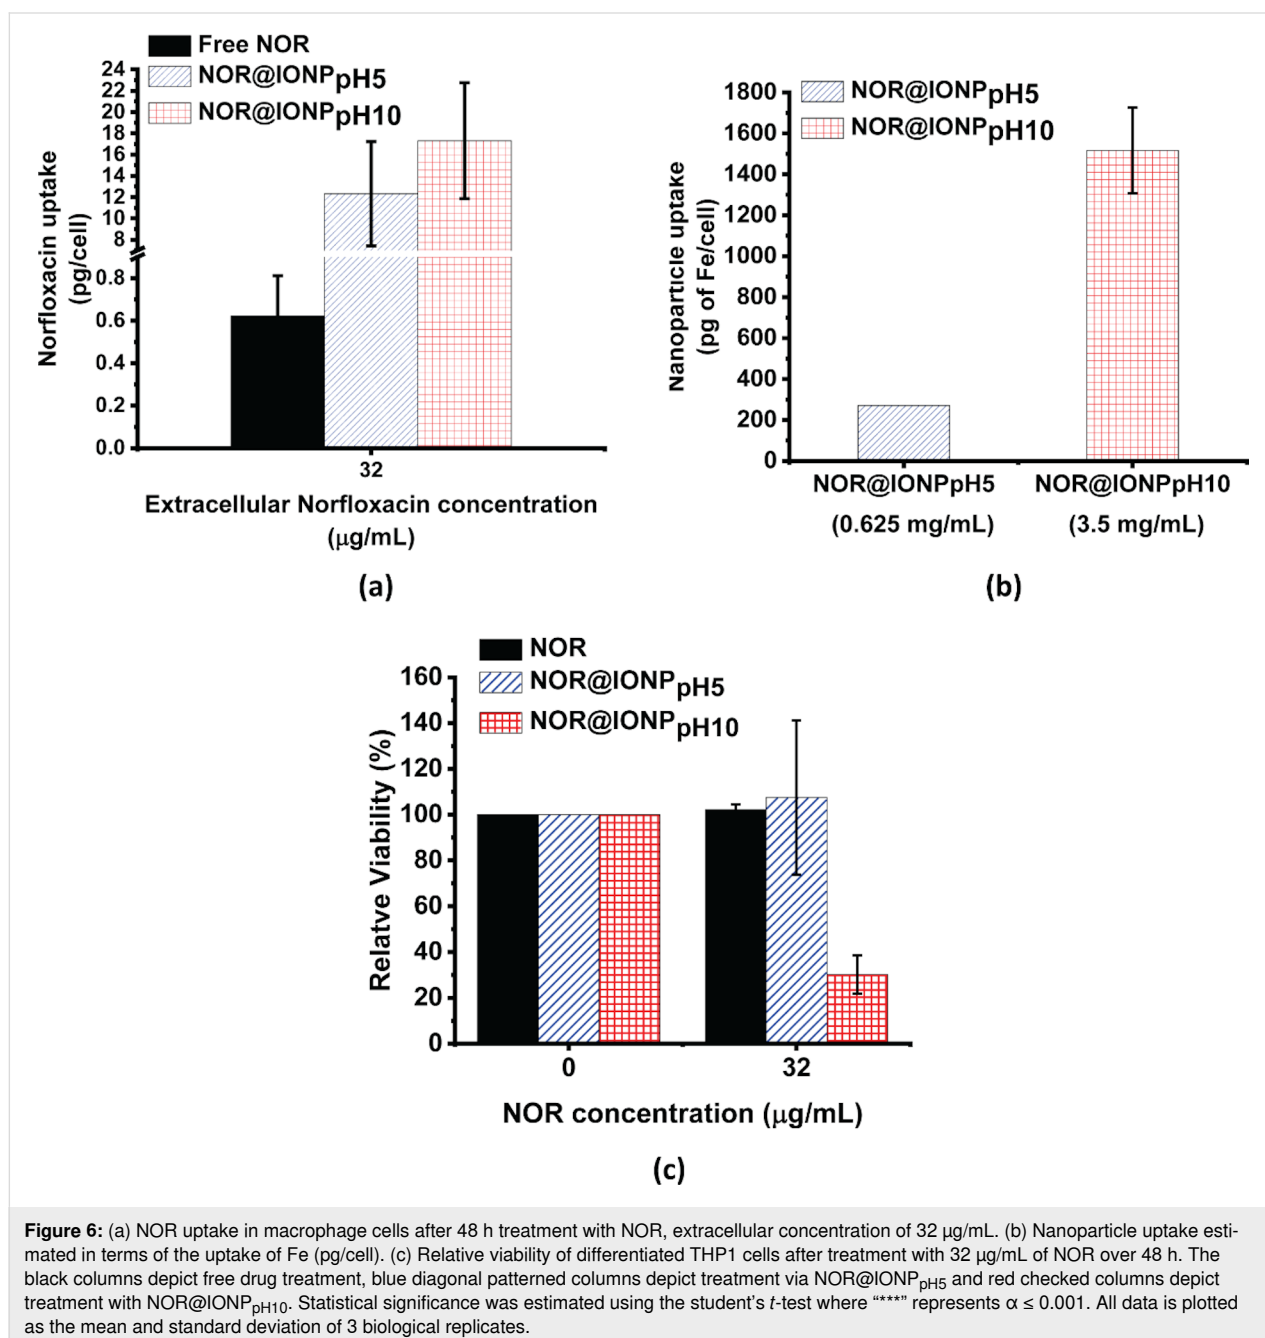 Free NOR
NOR@IONPpH5
NOR@IONPpH10
24
22
20
18
16
14
12
10
8
0.8
0.6
0.4
0.2
0.0
Norfloxacin uptake
(pg/cell)
32
Extracellular Norfloxacin concentration
(µg/mL)
(a)
NOR@IONPpH5
NOR@IONPpH10
1800
1600
1400
1200
1000
800
600
400
200
0
Nanoparticle uptake
(pg of Fe/cell)
NOR@IONPpH5
NOR@IONPpH10
(0.625 mg/mL)
(3.5 mg/mL)
(b)
NOR
NOR@IONPpH5
NOR@IONPpH10
160
140
120
100
80
60
40
20
0
Relatve Viability (%)
0
32
NOR concentration (µg/mL)
(c)
Figure 6: (a) NOR uptake in macrophage cells after 48 h treatment with NOR, extracellular concentration of 32 µg/mL. (b) Nanoparticle uptake esti-
mated in terms of the uptake of Fe (pg/cell). (c) Relative viability of differentiated THP1 cells after treatment with 32 µg/mL of NOR over 48 h. The
black columns depict free drug treatment, blue diagonal patterned columns depict treatment via NOR@IONPpH5 and red checked columns depict
treatment with NOR@IONPpH10. Statistical significance was estimated using the student's t-test where “***” represents α ≤ 0.001. All data is plotted
as the mean and standard deviation of 3 biological replicates.